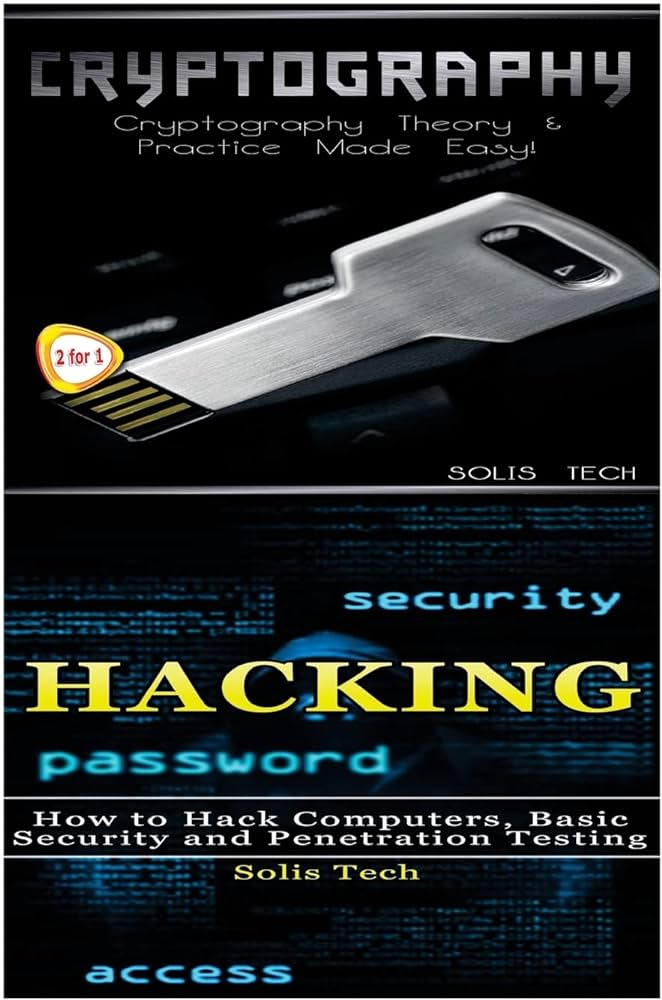 CRYPTOGRAPHY
Cryptography Theory &
Practice Made Easy!
2 for 1
SOLIS TECH
security
HACKING
password
How to Hack Computers, Basic
Security and Penetration Testing
Solis Tech
access